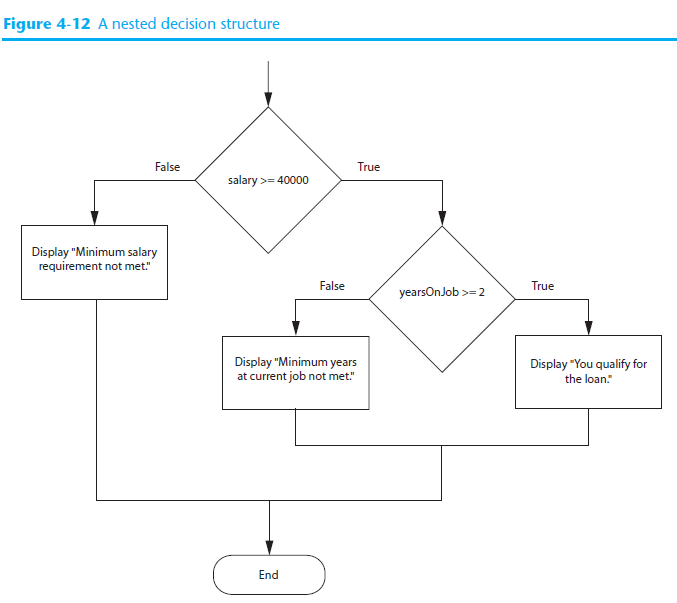 Figure 4-12 A nested decision structure
False
salary >= 40000
True
Display "Minimum salary
requirement not met."
False
yearsOnJob >= 2
True
Display "Minimum years
at current job not met."
Display "You qualify for
the loan."
End